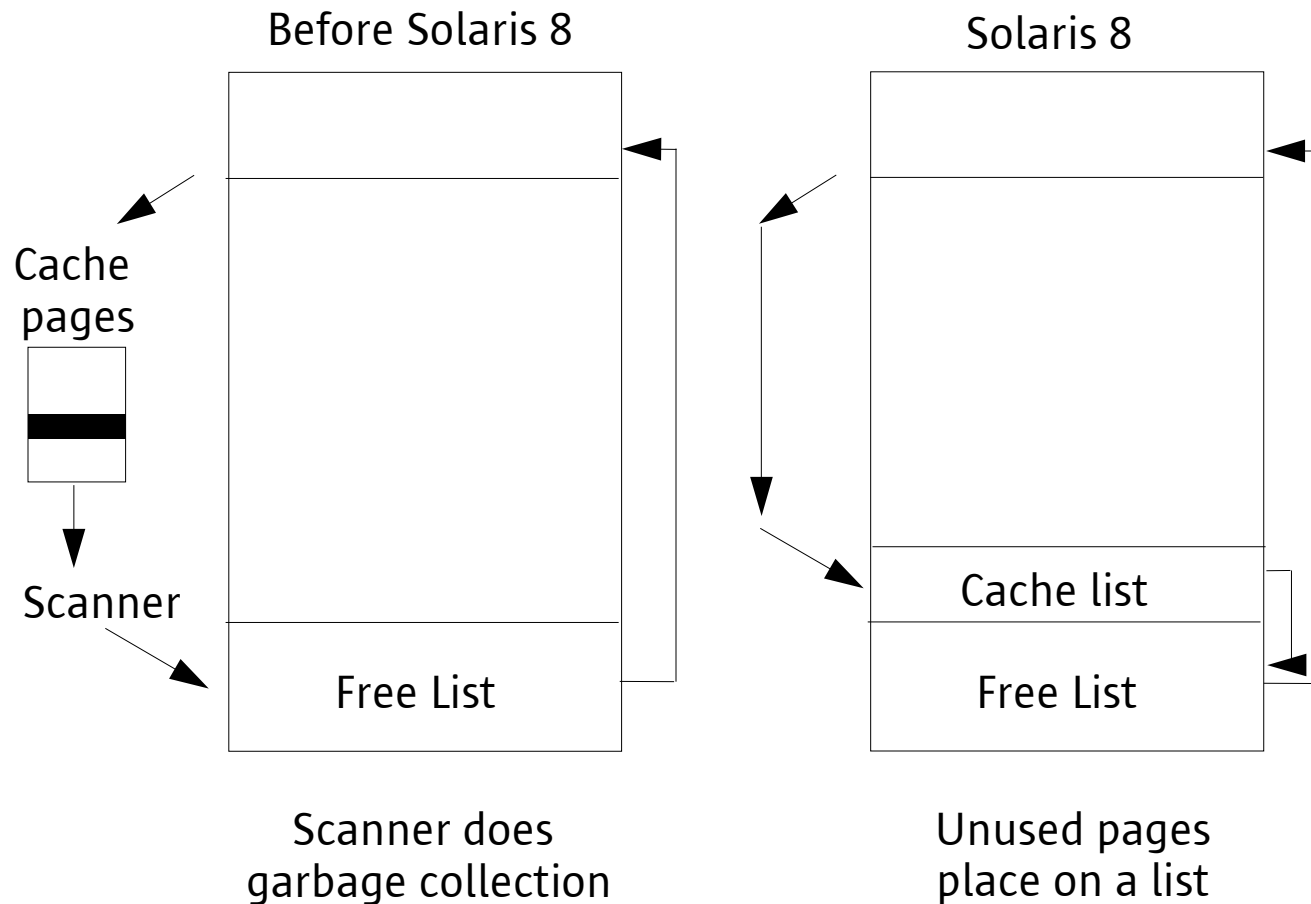 Before Solaris 8
Solaris 8
Cache
pages
Scanner
Cache list
Free List
Free List
Scanner does
garbage collection
Unused pages
place on a list